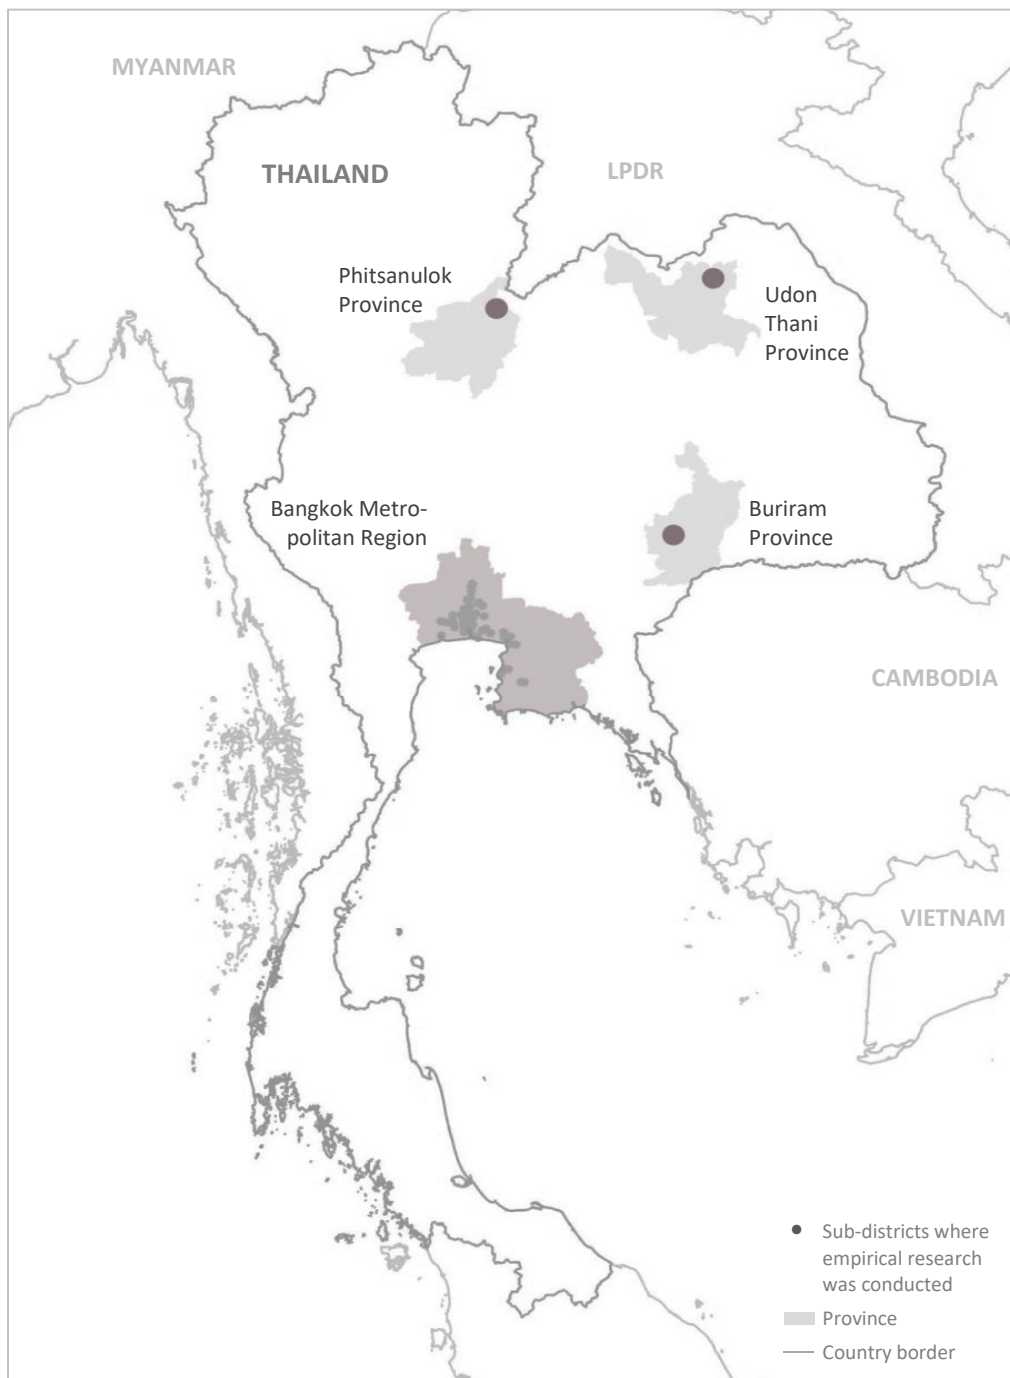 MYANMAR
THAILAND
LPDR
Phitsanulok
Province
Udon
Thani
Province
Bangkok Metro-
politan Region
Buriram
Province
CAMBODIA
VIETNAM
Sub-districts where
empirical research
was conducted
Province
Country border